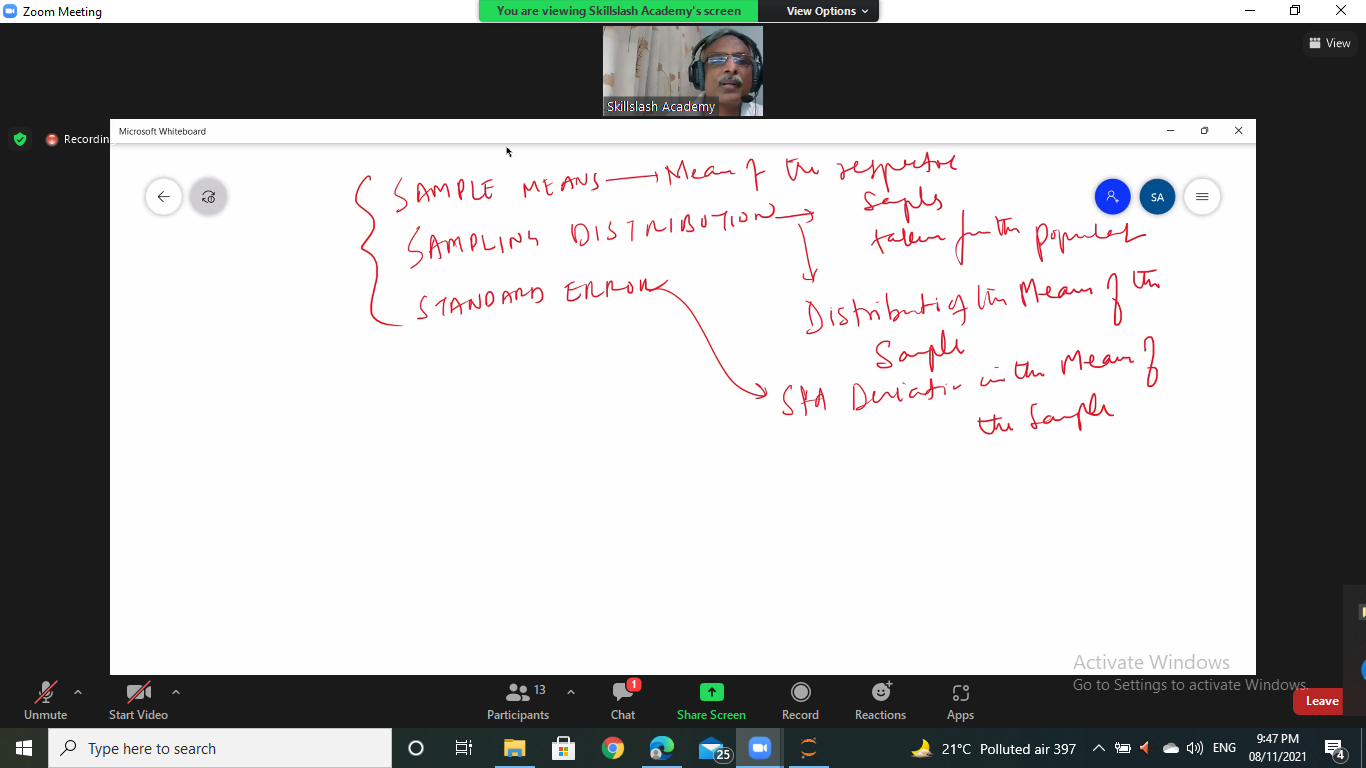 Zoom Meeting
You are viewing Skillslash Academy's screen
View Options
View
Skillslash Academy
Recording
Microsoft Whiteboard
SA
SAMPLE MEANS → Mean of the respective
Samples
taken from the
SAMPLING DISTRIBUTION →
Distribution of the Mean of the
Sample
STANDARD ERROR
Std Deviation in the Mean of
the Sample
Activate Windows
Go to Settings to activate Windows.
Unmute
Start Video
13
Participants
1
Chat
Share Screen
Record
Reactions
Apps
Leave
Type here to search
25
21°C Polluted air 397
ENG
9:47 PM
08/11/2021
4